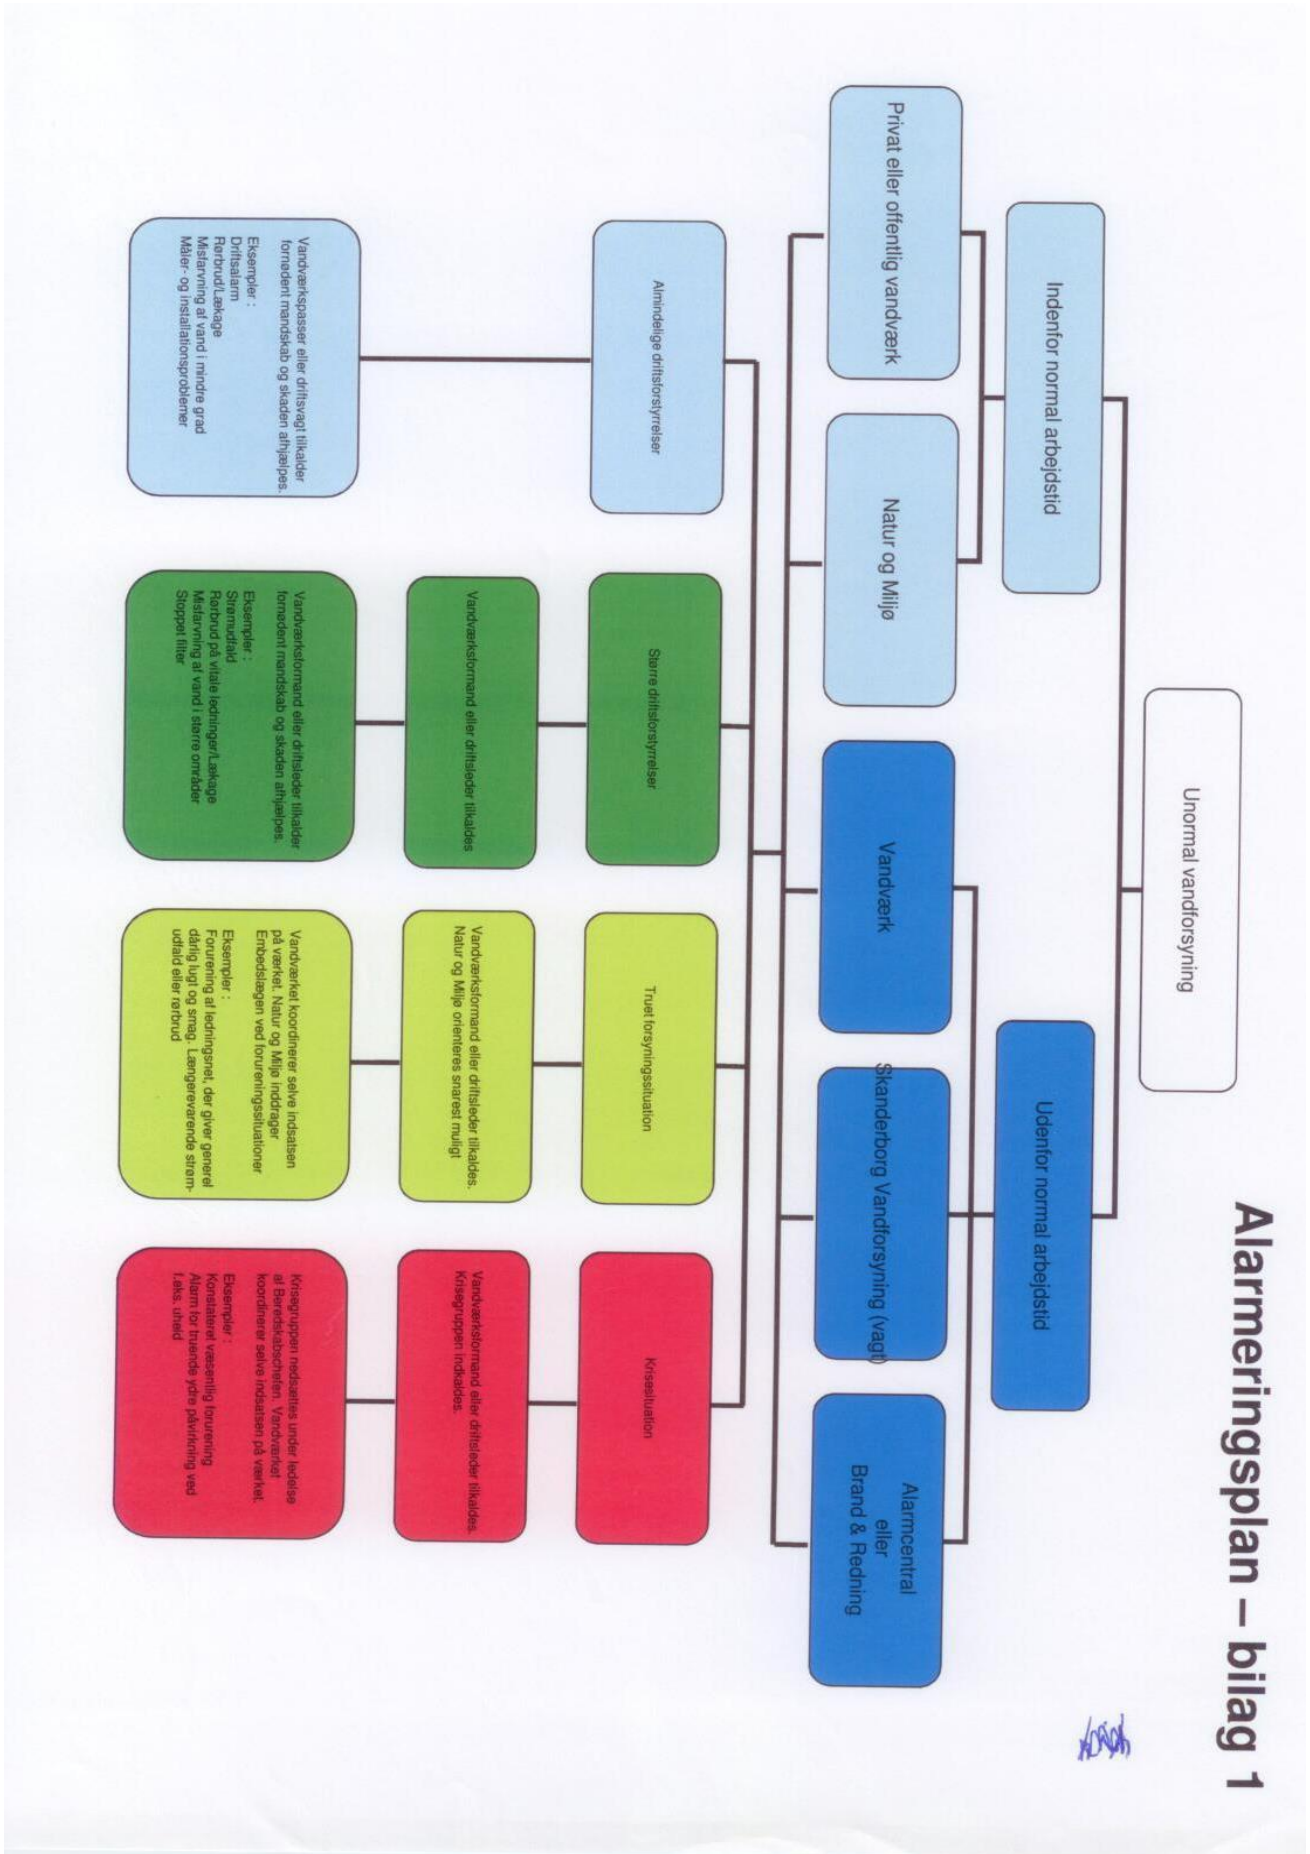 Alarmeringsplan – bilag 1
Unormal vandforsyning
Indenfor normal arbejdstid
Udenfor normal arbejdstid
Privat eller offentlig vandværk
Natur og Miljø
Vandværk
Skanderborg Vandforsyning (vagt)
Alarmcentral
eller
Brand & Redning
Almindelige driftsforstyrrelser
Større driftsforstyrrelser
Truet forsyningssituation
Krisesituation
Vandværksformand eller driftsleder tilkaldes
Vandværksformand eller driftsleder tilkaldes.
Natur og Miljø orienteres snarest muligt
Vandværksformand eller driftsleder tilkaldes.
Krisegruppen indkaldes.
Vandværkspasser eller driftsvagt tilkalder
fornødent mandskab og skaden afhjælpes.
Eksempler :
Driftsalarm
Rørbrud/Lækage
Misfarvning af vand i mindre grad
Måler- og installationsproblemer
Vandværksformand eller driftsleder tilkalder
fornødent mandskab og skaden afhjælpes.
Eksempler :
Strømudfald
Rørbrud på vitale ledninger/Lækage
Misfarvning af vand i større områder
Stoppet filter
Vandværket koordinerer selve indsatsen
på værket. Natur og Miljø inddrager
Embedslægen ved forureningssituationer
Eksempler :
Forurening af ledningsnet, der giver generel
dårlig lugt og smag. Længerevarende strøm-
udfald eller rørbrud
Krisegruppen nedsættes under ledelse
af Beredskabschefen. Vandværket
koordinerer selve indsatsen på værket.
Eksempler :
Konstateret væsentlig forurening
Alarm for truende ydre påvirkning ved
f.eks. uheld